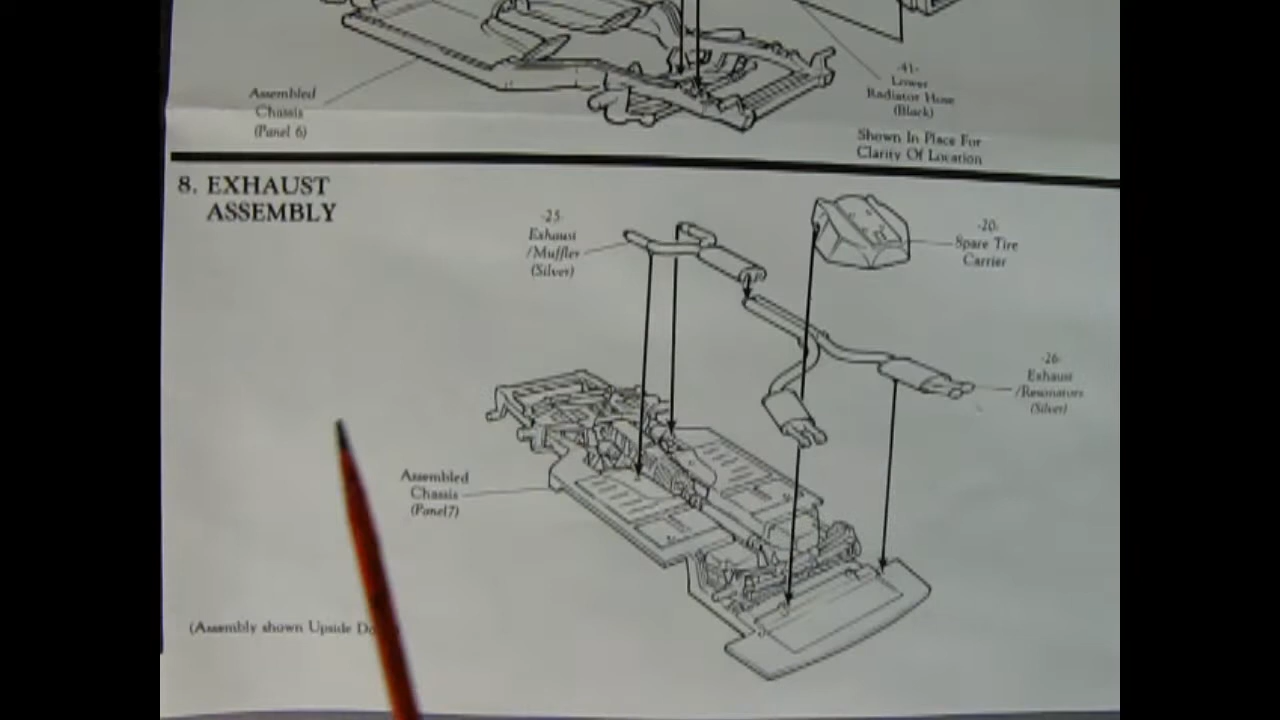 Assembled
Chassis
(Panel 6)
-41-
Lower
Radiator Hose
(Black)
Shown In Place For
Clarity Of Location
8. EXHAUST
ASSEMBLY
-25-
Exhaust
/Muffler
(Silver)
-20-
Spare Tire
Carrier
-26-
Exhaust
/Resonators
(Silver)
Assembled
Chassis
(Panel7)
(Assembly shown Upside